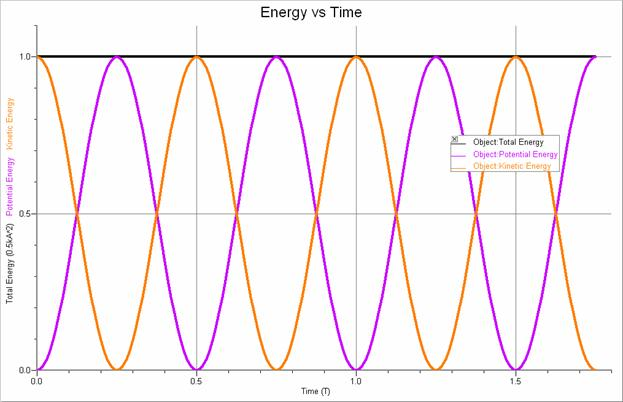 Energy vs Time
Total Energy (0.5kA^2) Potential Energy Kinetic Energy
1.0
0.5
0.0
Object:Total Energy
Object:Potential Energy
Object:Kinetic Energy
0.0 0.5 1.0 1.5
Time (T)